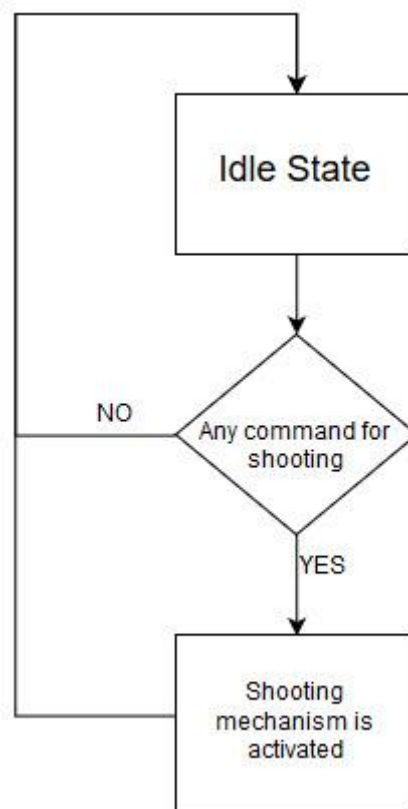 Idle State
NO
Any command for
shooting
YES
Shooting
mechanism is
activated